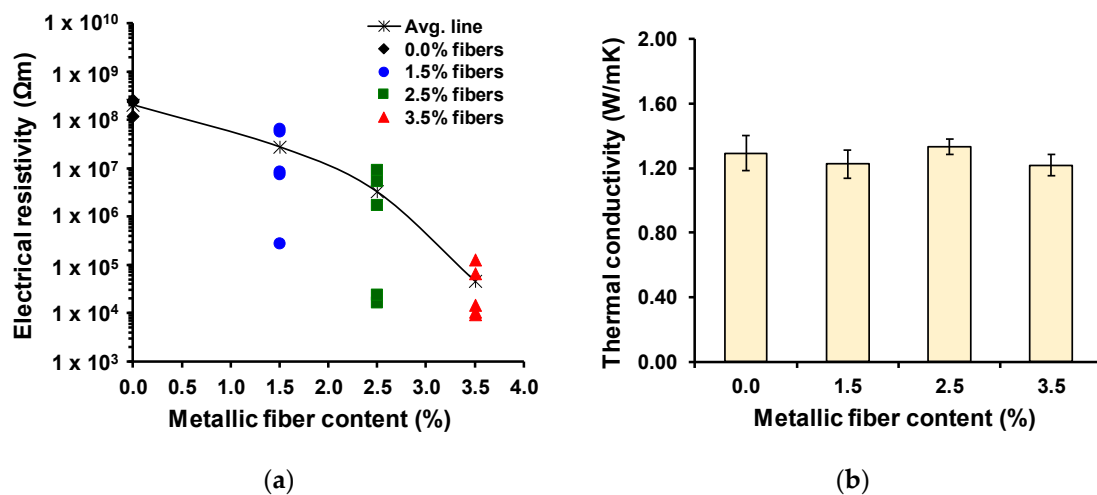 Electrical resistivity (Ωm)
1 x 10^10
1 x 10^9
1 x 10^8
1 x 10^7
1 x 10^6
1 x 10^5
1 x 10^4
1 x 10^3
0.0 0.5 1.0 1.5 2.0 2.5 3.0 3.5 4.0
Metallic fiber content (%)
Avg. line
0.0% fibers
1.5% fibers
2.5% fibers
3.5% fibers
(a)
Thermal conductivity (W/mK)
2.00
1.60
1.20
0.80
0.40
0.00
0.0 1.5 2.5 3.5
Metallic fiber content (%)
(b)